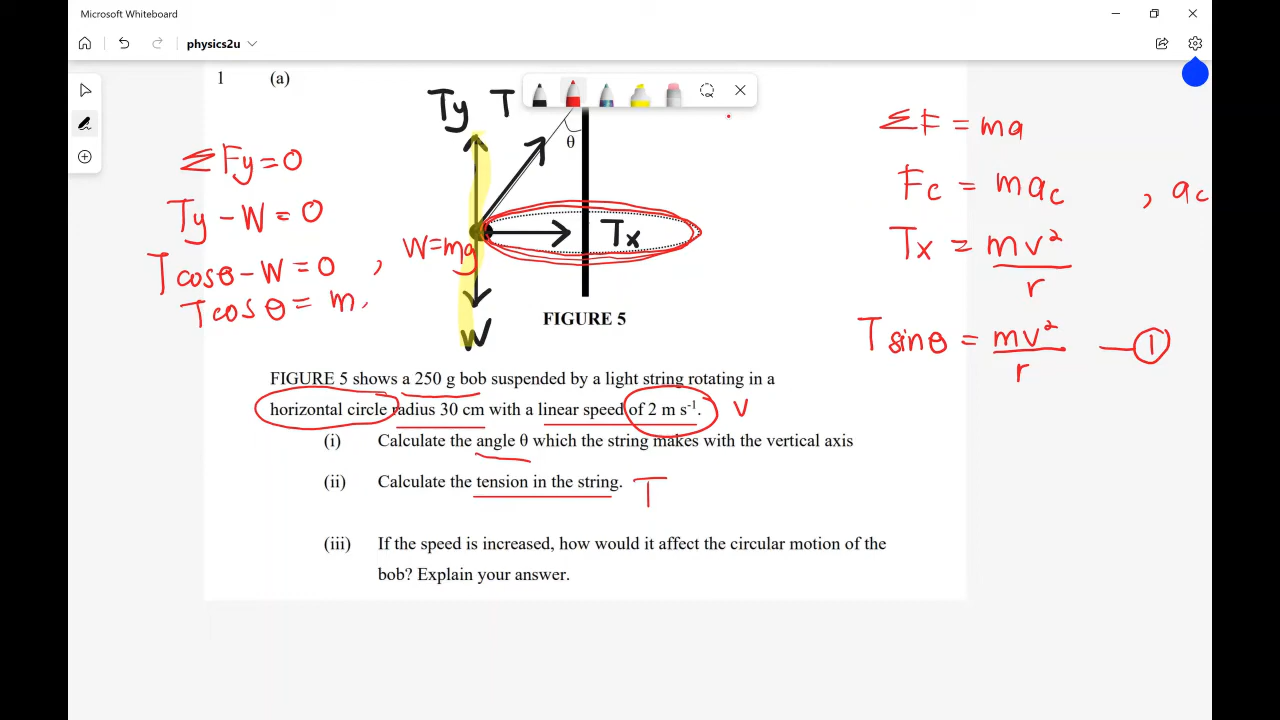 Microsoft Whiteboard
physics2u
1 (a)
Ty T
θ
ΣFy=0
Ty - W = 0
Tcosθ - W = 0 , W=mg
Tcosθ = m
Tx
W
FIGURE 5
ΣF = ma
Fc = mac , ac
Tx = mv²/r
T sinθ = mv²/r —①
FIGURE 5 shows a 250 g bob suspended by a light string rotating in a
horizontal circle radius 30 cm with a linear speed of 2 m s⁻¹. v
(i) Calculate the angle θ which the string makes with the vertical axis
(ii) Calculate the tension in the string. T
(iii) If the speed is increased, how would it affect the circular motion of the
bob? Explain your answer.